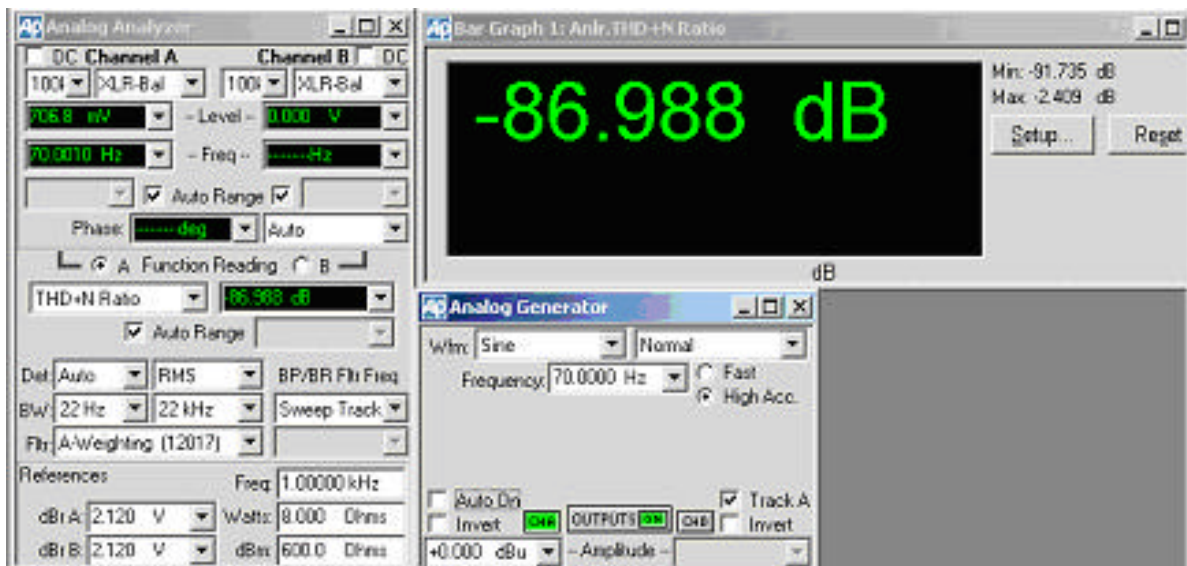 Ap Analog Analyzer
DC Channel A Channel B DC
XLR-Bal XLR-Bal
706.8 mV - Level - 0.000 V
70.0010 Hz - Freq - ------Hz
Auto Range
Phase: ------deg Auto
A Function Reading B
THD+N Ratio -86.988 dB
Auto Range
Det: Auto RMS BP/BR Fltr Freq
BW: 22 Hz 22 kHz Sweep Track
Fltr: A-Weighting (12017)
References Freq: 1.00000 kHz
dBr A: 2.120 V Watts: 8.000 Ohms
dBr B: 2.120 V dBm: 600.0 Ohms
Ap Bar Graph 1: Anlr.THD+N Ratio
-86.988 dB
Min: -91.735 dB
Max: -2.409 dB
Setup... Reset
dB
Ap Analog Generator
Wfm: Sine Normal
Frequency: 70.0000 Hz Fast
High Acc.
Auto On Track A
Invert CHA OUTPUTS ON CHB Invert
+0.000 dBu - Amplitude -